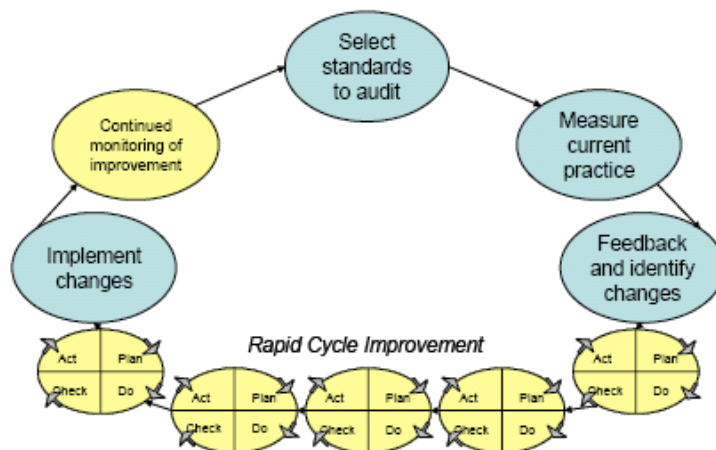 Select
standards
to audit
Continued
monitoring of
improvement
Measure
current
practice
Implement
changes
Feedback
and identify
changes
Rapid Cycle Improvement
Act Plan
Check Do
Act Plan
Check Do
Act Plan
Check Do
Act Plan
Check Do
Act Plan
Check Do